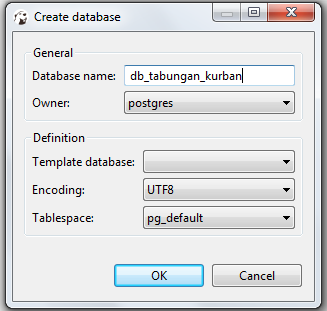 Create database
General
Database name: db_tabungan_kurban
Owner: postgres
Definition
Template database:
Encoding: UTF8
Tablespace: pg_default
OK Cancel